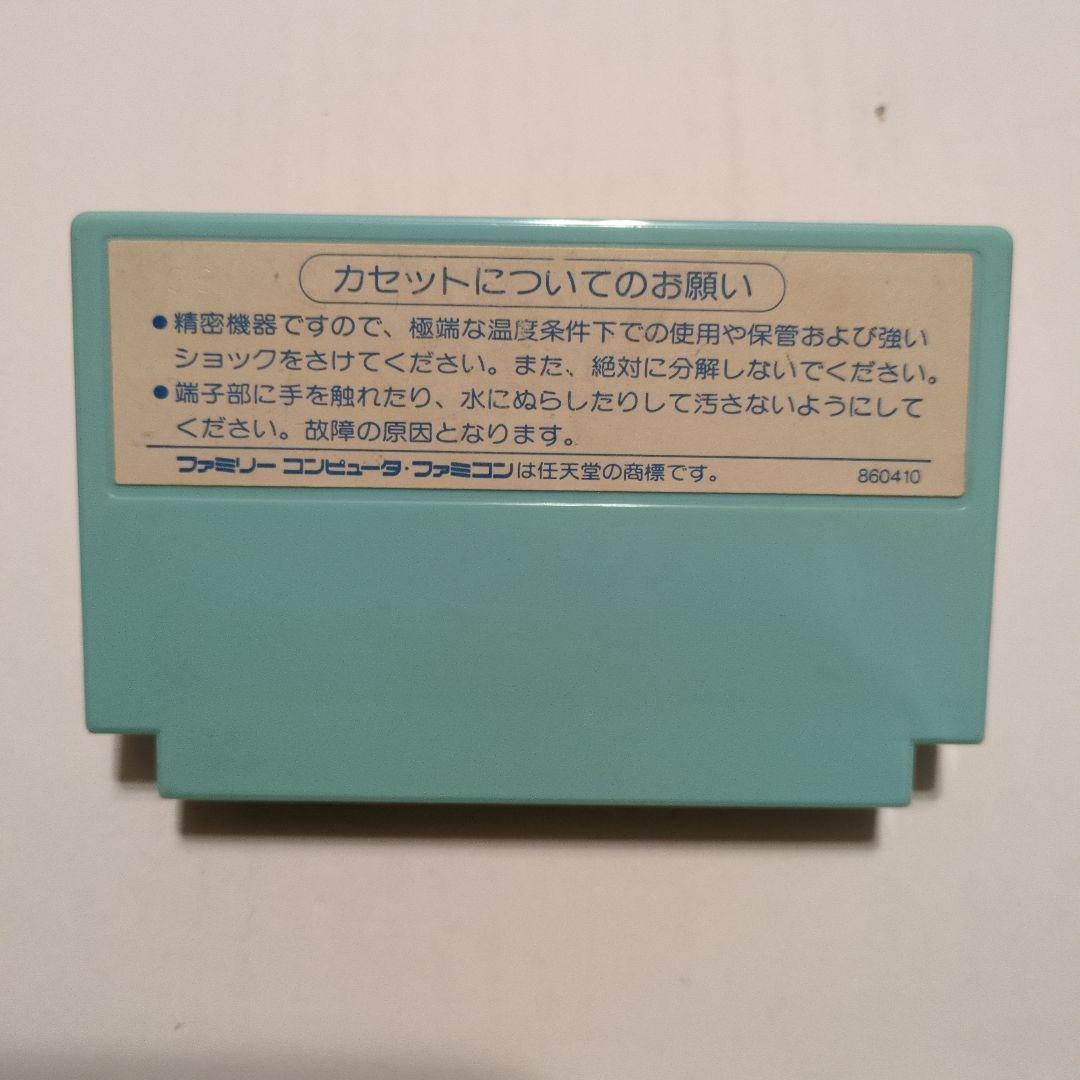 カセットについてのお願い
●精密機器ですので、極端な温度条件下での使用や保管および強い
ショックをさけてください。また、絶対に分解しないでください。
●端子部に手を触れたり、水にぬらしたりして汚さないようにして
ください。故障の原因となります。
ファミリー コンピュータ・ファミコンは任天堂の商標です。 860410